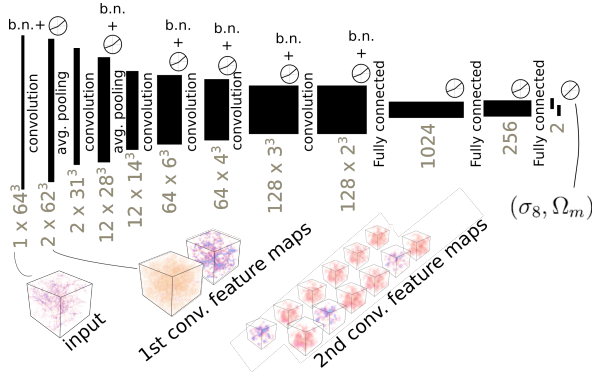 b.n.+
b.n.
+
b.n.
+
b.n.
+
b.n.
+
b.n.
+
convolution
avg. pooling
convolution
avg. pooling
convolution
convolution
convolution
convolution
Fully connected
Fully connected
Fully connected
1 x 64³
2 x 62³
2 x 31³
12 x 28³
12 x 14³
64 x 6³
64 x 4³
128 x 3³
128 x 2³
1024
256
2
(σ₈, Ωₘ)
input
1st conv. feature maps
2nd conv. feature maps